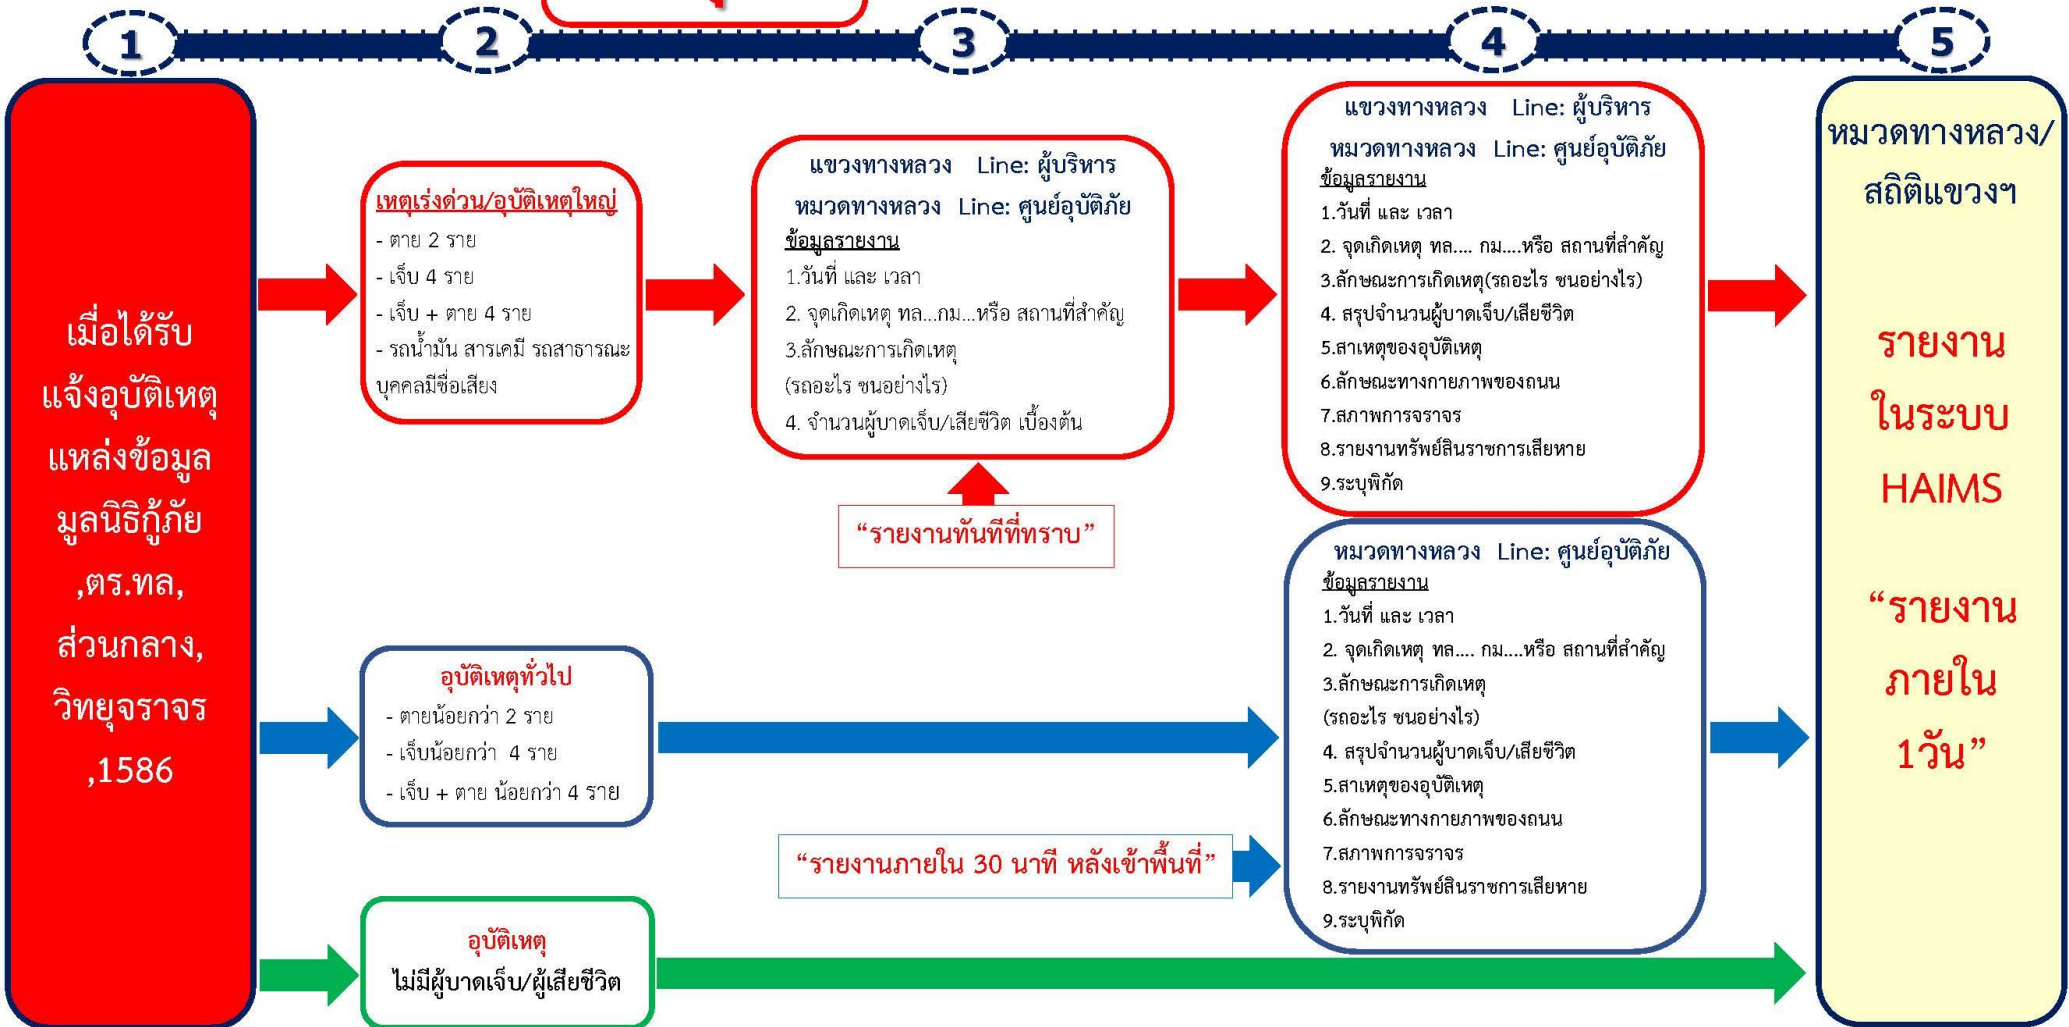 1
2
3
4
5
เมื่อได้รับ
แจ้งอุบัติเหตุ
แหล่งข้อมูล
มูลนิธิกู้ภัย
,ตร.ทล,
ส่วนกลาง,
วิทยุจราจร
,1586
เหตุเร่งด่วน/อุบัติเหตุใหญ่
- ตาย 2 ราย
- เจ็บ 4 ราย
- เจ็บ + ตาย 4 ราย
- รถน้ำมัน สารเคมี รถสาธารณะ
บุคคลมีชื่อเสียง
แขวงทางหลวง Line: ผู้บริหาร
หมวดทางหลวง Line: ศูนย์อุบัติภัย
ข้อมูลรายงาน
1.วันที่ และ เวลา
2. จุดเกิดเหตุ ทล...กม...หรือ สถานที่สำคัญ
3.ลักษณะการเกิดเหตุ
(รถอะไร ชนอย่างไร)
4. จำนวนผู้บาดเจ็บ/เสียชีวิต เบื้องต้น
“รายงานทันทีที่ทราบ”
แขวงทางหลวง Line: ผู้บริหาร
หมวดทางหลวง Line: ศูนย์อุบัติภัย
ข้อมูลรายงาน
1.วันที่ และ เวลา
2. จุดเกิดเหตุ ทล.... กม....หรือ สถานที่สำคัญ
3.ลักษณะการเกิดเหตุ(รถอะไร ชนอย่างไร)
4. สรุปจำนวนผู้บาดเจ็บ/เสียชีวิต
5.สาเหตุของอุบัติเหตุ
6.ลักษณะทางกายภาพของถนน
7.สภาพการจราจร
8.รายงานทรัพย์สินราชการเสียหาย
9.ระบุพิกัด
อุบัติเหตุทั่วไป
- ตายน้อยกว่า 2 ราย
- เจ็บน้อยกว่า 4 ราย
- เจ็บ + ตาย น้อยกว่า 4 ราย
หมวดทางหลวง Line: ศูนย์อุบัติภัย
ข้อมูลรายงาน
1.วันที่ และ เวลา
2. จุดเกิดเหตุ ทล.... กม....หรือ สถานที่สำคัญ
3.ลักษณะการเกิดเหตุ
(รถอะไร ชนอย่างไร)
4. สรุปจำนวนผู้บาดเจ็บ/เสียชีวิต
5.สาเหตุของอุบัติเหตุ
6.ลักษณะทางกายภาพของถนน
7.สภาพการจราจร
8.รายงานทรัพย์สินราชการเสียหาย
9.ระบุพิกัด
“รายงานภายใน 30 นาที หลังเข้าพื้นที่”
อุบัติเหตุ
ไม่มีผู้บาดเจ็บ/ผู้เสียชีวิต
หมวดทางหลวง/
สถิติแขวงฯ
รายงาน
ในระบบ
HAIMS
“รายงาน
ภายใน
1วัน”